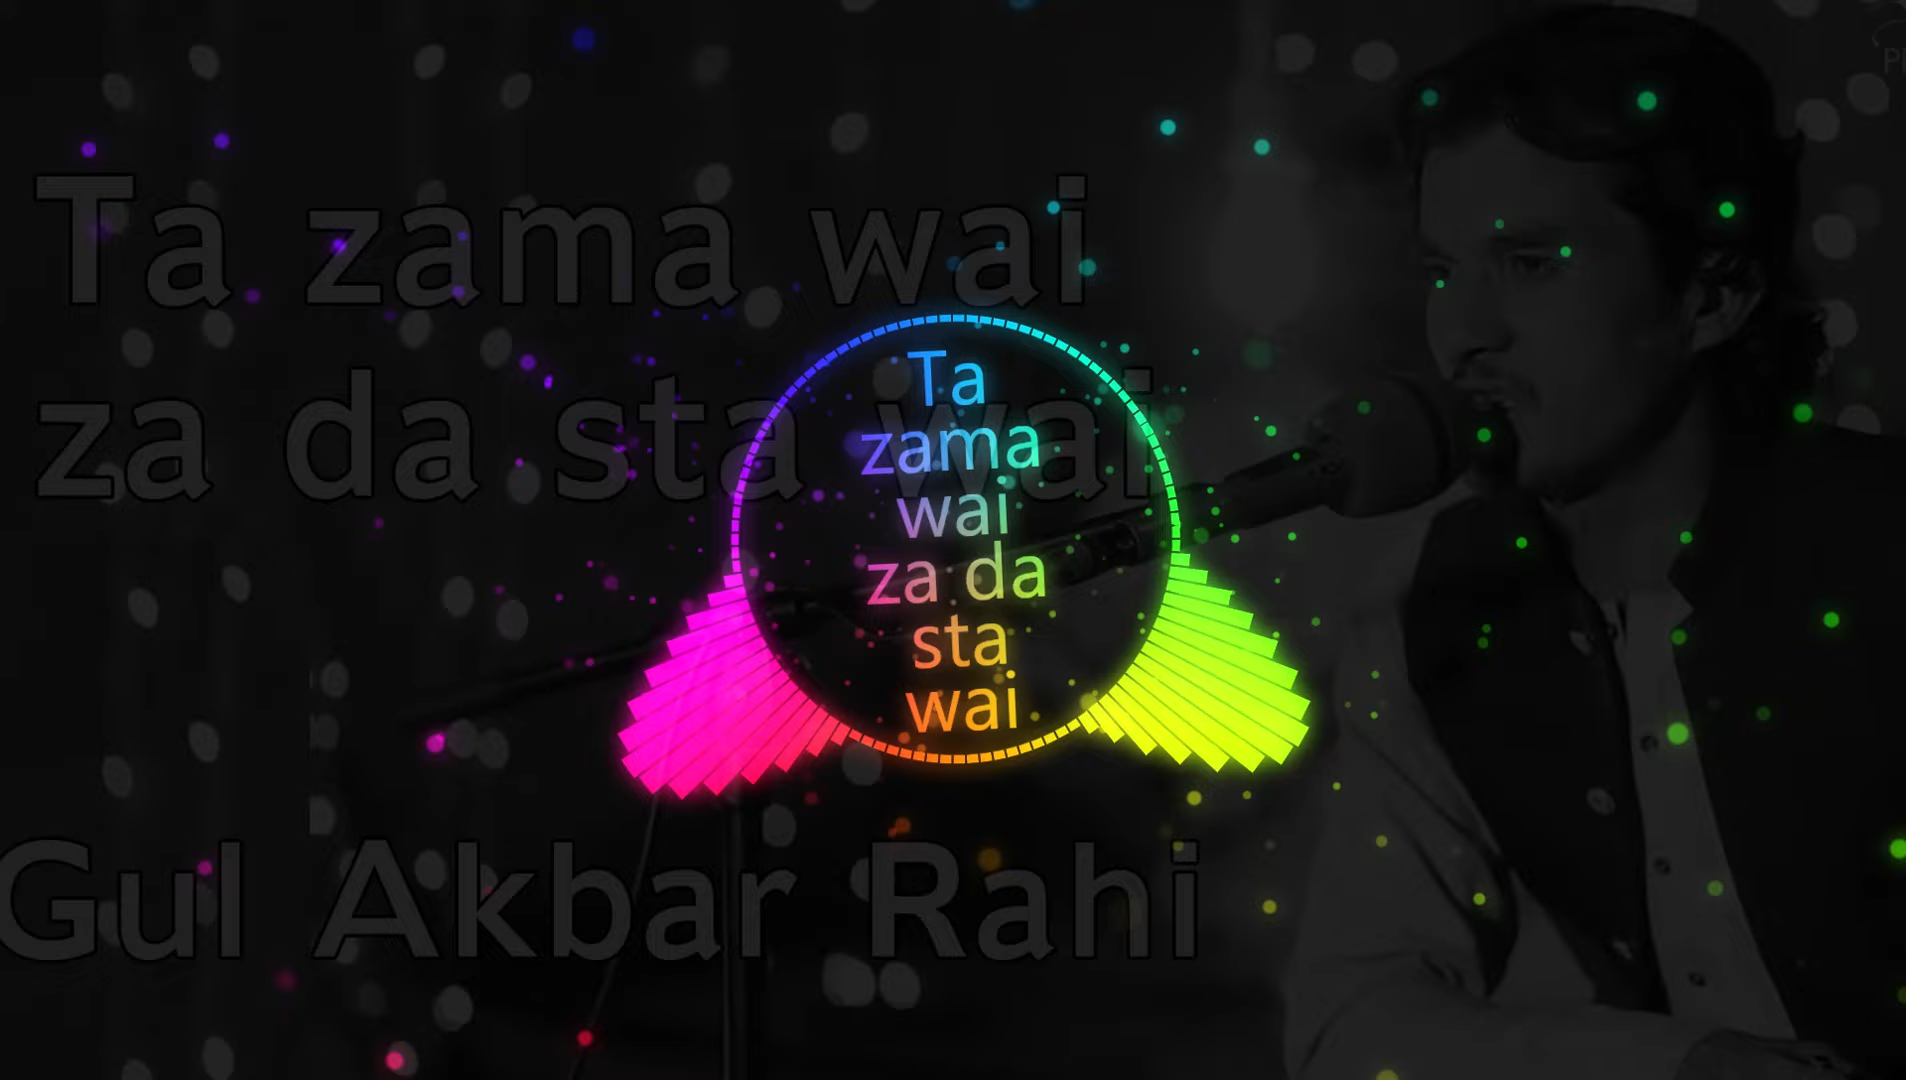 Ta zama wai
za da sta wai
Ta
zama
wai
za da
sta
wai
Gul Akbar Rahi